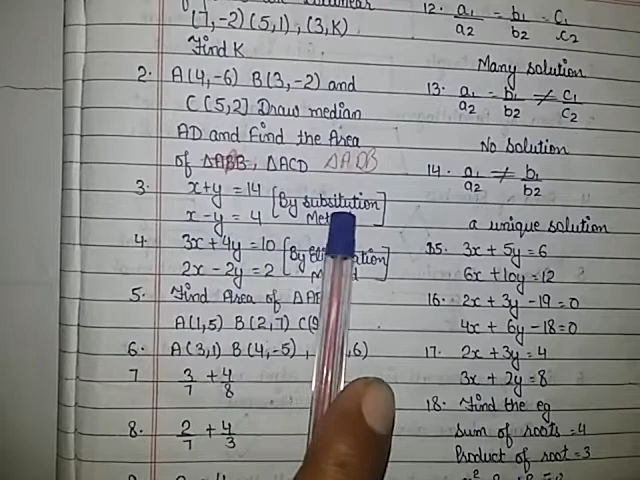 (7,-2) (5,1), (3,K)
Find K
2. A(4,-6) B(3,-2) and
C(5,2] Draw median
AD and Find the Area
of ΔABB, ΔACD ΔADB
3. x+y = 14 [By subsitution
x-y = 4
4. 3x+4y=10
2x-2y=2
5. Find Area of
A(1,5) B(2,7)
6. A(3,1) B(4,-5) , 6)
7 3/7 + 4/8
8. 2/7 + 4/3
12. a1/a2 = b1/b2 = c1/c2
Many solution
13. a1/a2 = b1/b2 ≠ c1/c2
No solution
14. a1/a2 ≠ b1/b2
a unique solution
15. 3x+5y=6
6x+10y=12
16. 2x+3y-19=0
4x+6y-18=0
17. 2x+3y=4
3x+2y=8
18. Find the eq
Sum of roots=4
Product of root=3